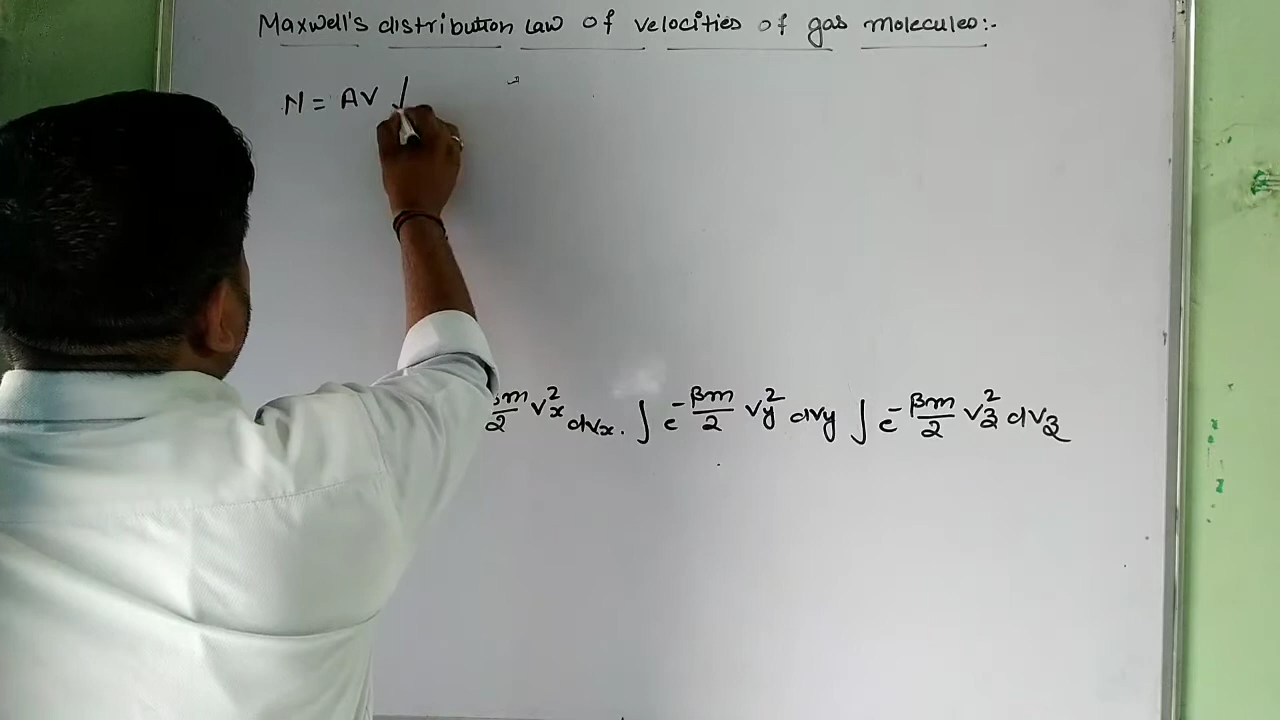 Maxwell's distribution Law of velocities of gas molecules:-
N = AV ∫
βm/2 Vx² dVx . ∫ e^-βm/2 Vy² dVy ∫ e^-βm/2 Vz² dVz